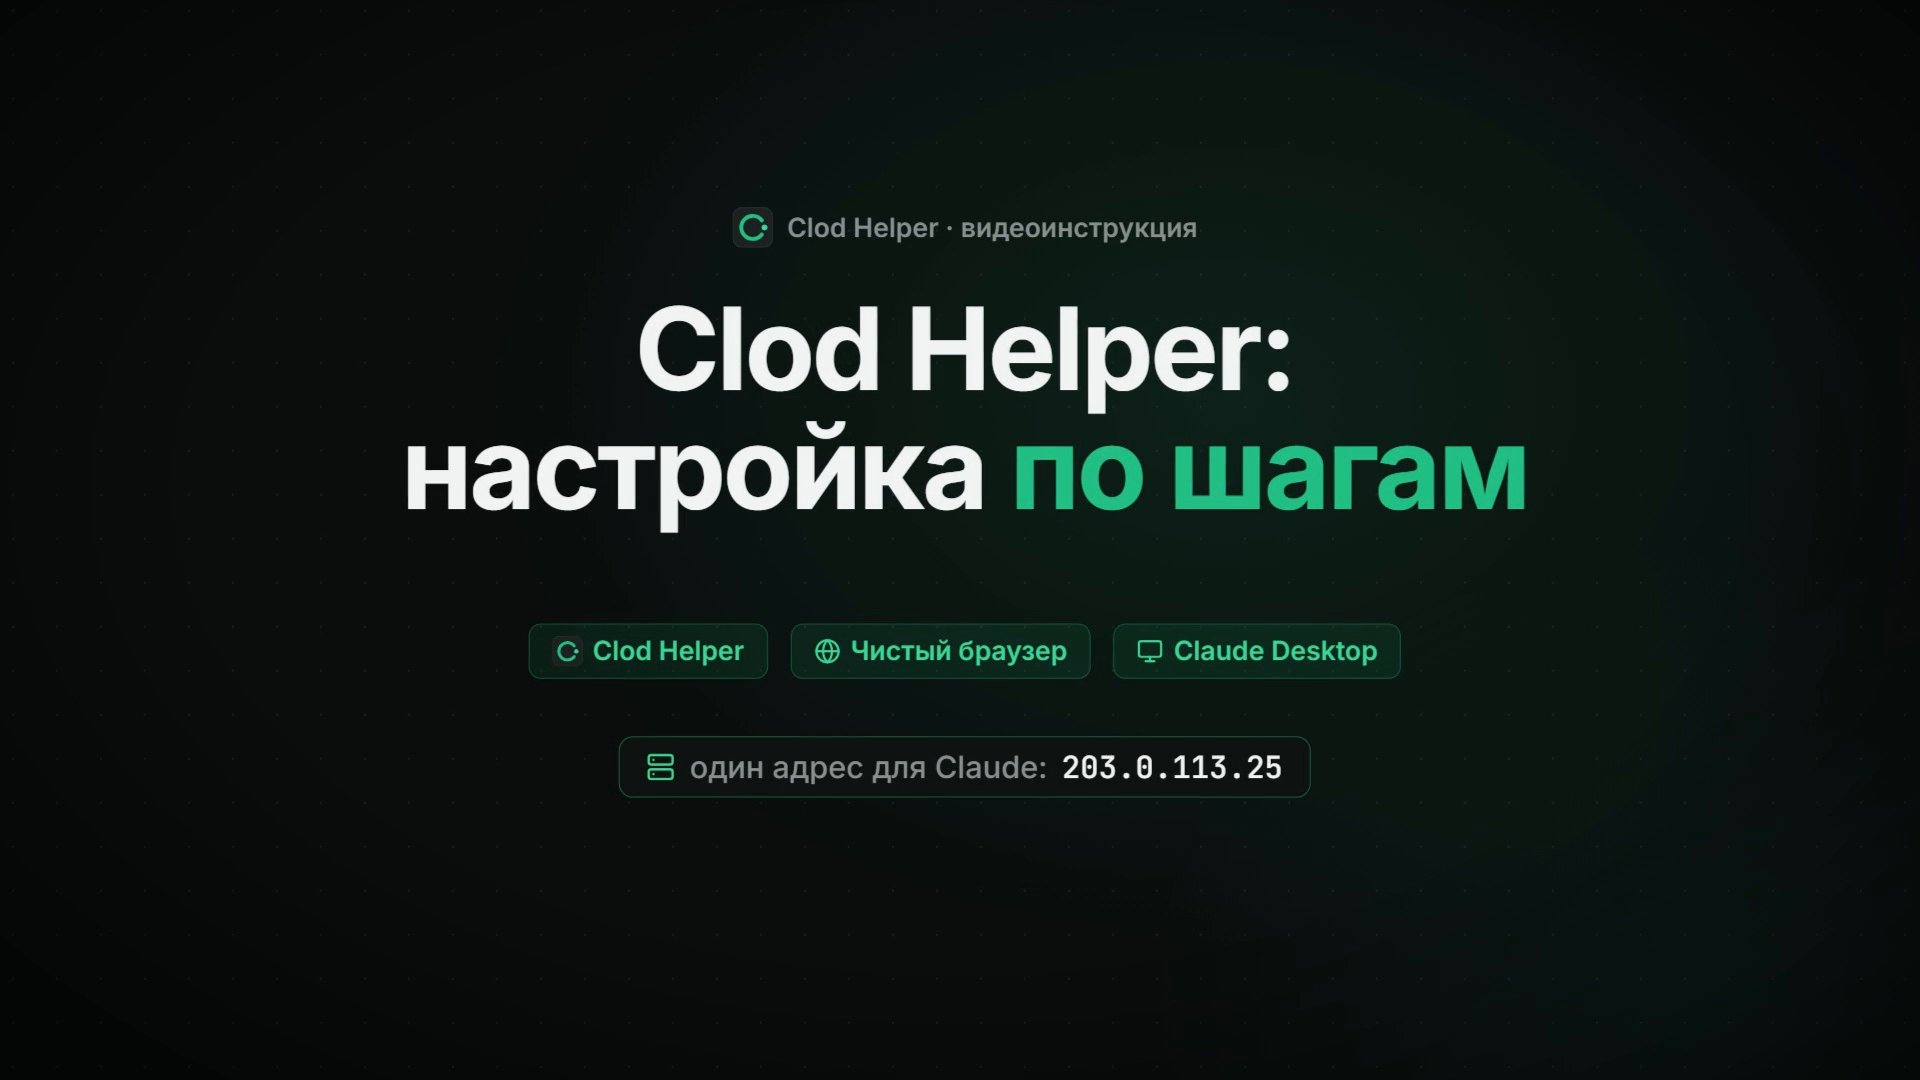 Clod Helper · видеоинструкция
Clod Helper:
настройка по шагам
Clod Helper
Чистый браузер
Claude Desktop
один адрес для Claude: 203.0.113.25